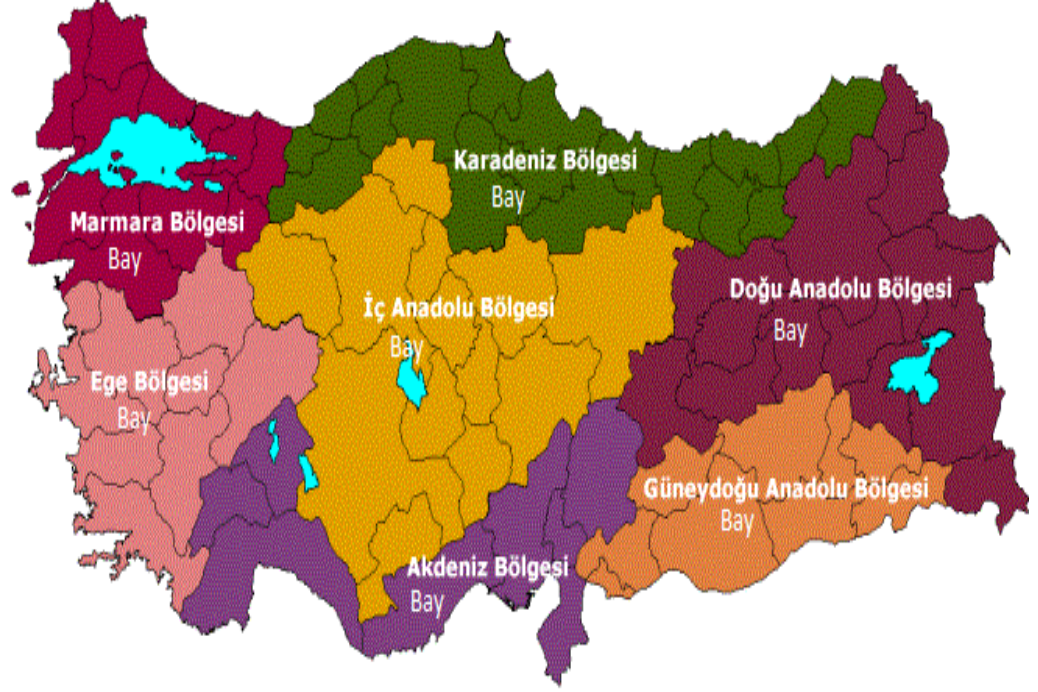 Karadeniz Bölgesi
Bay
Marmara Bölgesi
Bay
Doğu Anadolu Bölgesi
Bay
İç Anadolu Bölgesi
Bay
Ege Bölgesi
Bay
Güneydoğu Anadolu Bölgesi
Bay
Akdeniz Bölgesi
Bay